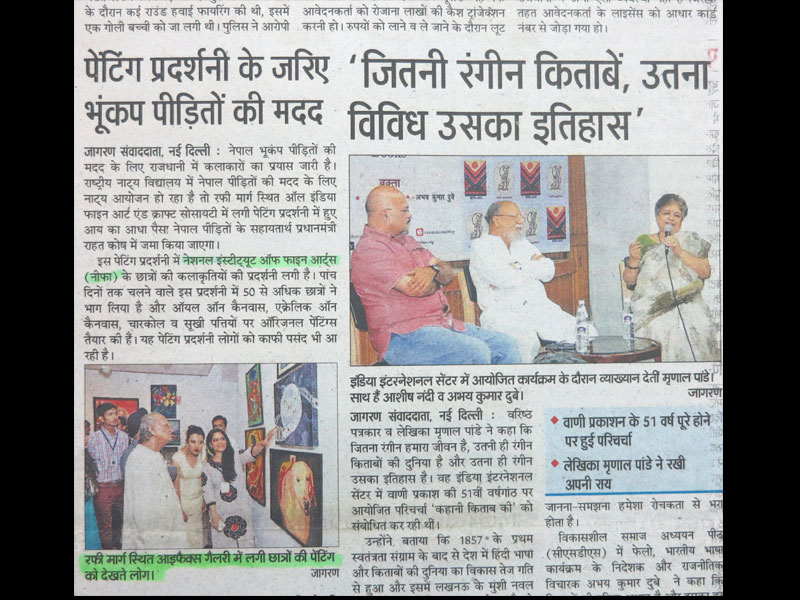 के दौरान कई राउंड हवाई फायरिंग की थी, इसमें
एक गोली बच्ची को जा लगी थी। पुलिस ने आरोपी
आवेदनकर्ता को रोजाना लाखों की कैश ट्रांजेक्शन
करनी हो। रुपयों को लाने व ले जाने के दौरान लूट
तहत आवेदनकर्ता के लाइसेंस को आधार कार्ड
नंबर से जोड़ा गया हो।
पेंटिंग प्रदर्शनी के जरिए
भूंकप पीड़ितों की मदद
जागरण संवाददाता, नई दिल्ली : नेपाल भूकंप पीड़ितों की
मदद के लिए राजधानी में कलाकारों का प्रयास जारी है।
राष्ट्रीय नाट्य विद्यालय में नेपाल पीड़ितों की मदद के लिए
नाट्य आयोजन हो रहा है तो रफी मार्ग स्थित ऑल इंडिया
फाइन आर्ट एंड क्राफ्ट सोसायटी में लगी पेटिंग प्रदर्शनी में हुए
आय का आधा पैसा नेपाल पीड़ितों के सहायतार्थ प्रधानमंत्री
राहत कोष में जमा किया जाएगा।
इस पेंटिंग प्रदर्शनी में नेशनल इंस्टीट्यूट ऑफ फाइन आर्ट्स
(नीफा) के छात्रों की कलाकृतियों की प्रदर्शनी लगी है। पांच
दिनों तक चलने वाले इस प्रदर्शनी में 50 से अधिक छात्रों ने
भाग लिया है और ऑयल ऑन कैनवास, एक्रेलिक ऑन
कैनवास, चारकोल व सूखी पत्तियों पर ऑरिजनल पेंटिंग्स
तैयार की हैं। यह पेंटिंग प्रदर्शनी लोगों को काफी पसंद भी आ
रही है।
रफी मार्ग स्थित आइफैक्स गैलरी में लगी छात्रों की पेंटिंग
को देखते लोग।
जागरण
'जितनी रंगीन किताबें, उतना
विविध उसका इतिहास'
वक्ता
अभय कुमार दुबे
इंडिया इंटरनेशनल सेंटर में आयोजित कार्यक्रम के दौरान व्याख्यान देतीं मृणाल पांडे।
साथ हैं आशीष नंदी व अभय कुमार दुबे।
जागरण
जागरण संवाददाता, नई दिल्ली : वरिष्ठ
पत्रकार व लेखिका मृणाल पांडे ने कहा कि
जितना रंगीन हमारा जीवन है, उतनी ही रंगीन
किताबों की दुनिया है और उतना ही रंगीन
उसका इतिहास है। वह इंडिया इंटरनेशनल
सेंटर में वाणी प्रकाश की 51वीं वर्षगांठ पर
आयोजित परिचर्चा 'कहानी किताब की' को
संबोधित कर रही थीं।
उन्होंने बताया कि 1857 के प्रथम
स्वतंत्रता संग्राम के बाद से देश में हिंदी भाषा
और किताबों की दुनिया का विकास तेज गति
से हुआ और इसमें लखनऊ के मुंशी नवल
वाणी प्रकाशन के 51 वर्ष पूरे होने
पर हुई परिचर्चा
लेखिका मृणाल पांडे ने रखी
अपनी राय
जानना-समझना हमेशा रोचकता से भरा
होता है।
विकासशील समाज अध्ययन पीठ
(सीएसडीएस) में फेलो, भारतीय भाषा
कार्यक्रम के निदेशक और राजनीतिक
विचारक अभय कुमार दुबे ने कहा कि